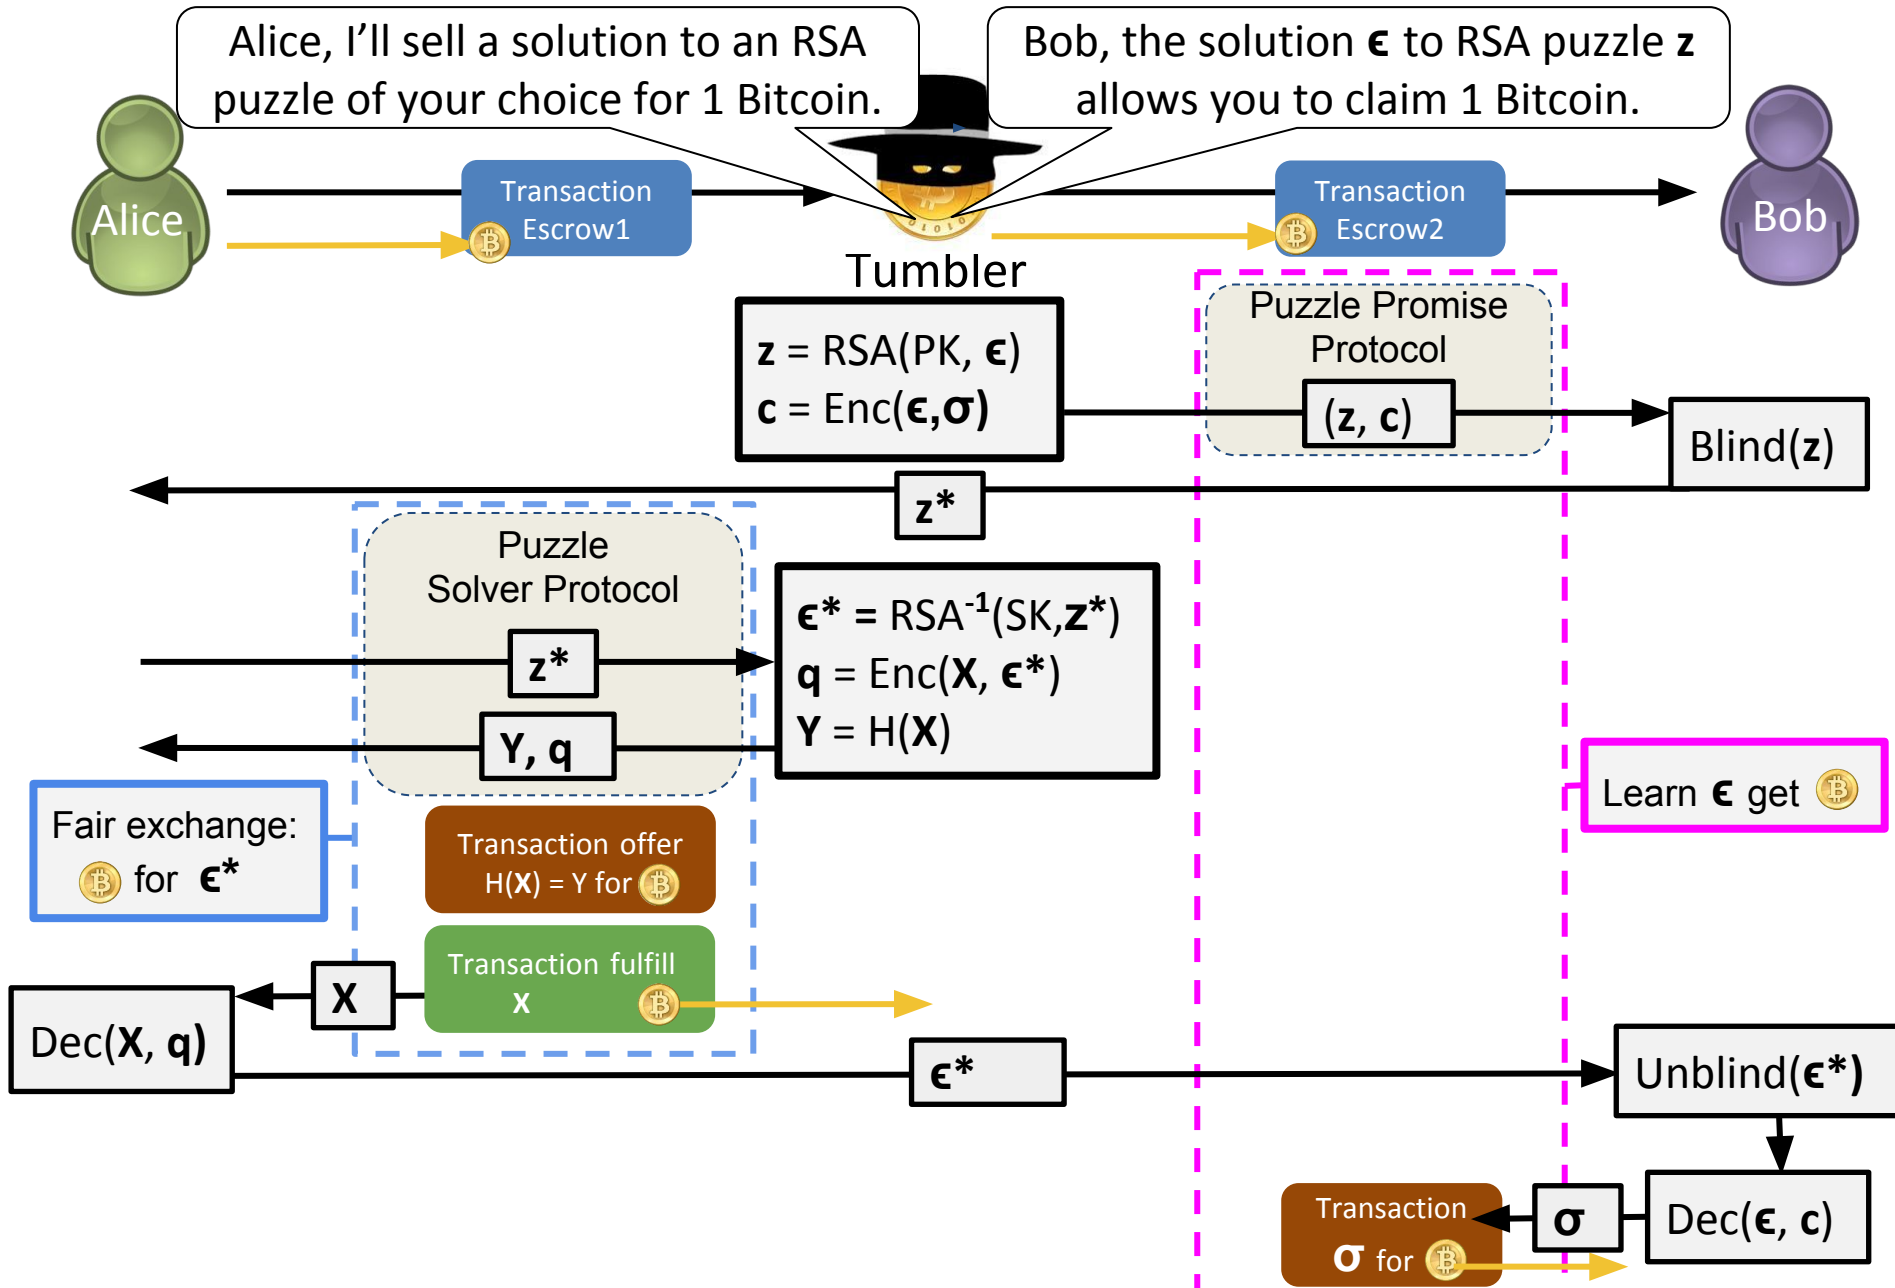 Alice, I’ll sell a solution to an RSA
puzzle of your choice for 1 Bitcoin.
Bob, the solution ϵ to RSA puzzle z
allows you to claim 1 Bitcoin.
Alice
Transaction
Escrow1
Tumbler
Transaction
Escrow2
Bob
Puzzle Promise
Protocol
z = RSA(PK, ϵ)
c = Enc(ϵ,σ)
(z, c)
Blind(z)
z*
Puzzle
Solver Protocol
z*
ϵ* = RSA⁻¹(SK,z*)
q = Enc(X, ϵ*)
Y = H(X)
Y, q
Fair exchange:
for ϵ*
Learn ϵ get
Transaction offer
H(X) = Y for
Transaction fulfill
X
X
Dec(X, q)
ϵ*
Unblind(ϵ*)
Dec(ϵ, c)
σ
Transaction
σ for